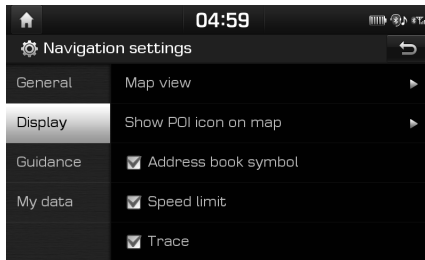 04:59
Navigation settings
General
Map view
Display
Show POI icon on map
Guidance
Address book symbol
My data
Speed limit
Trace